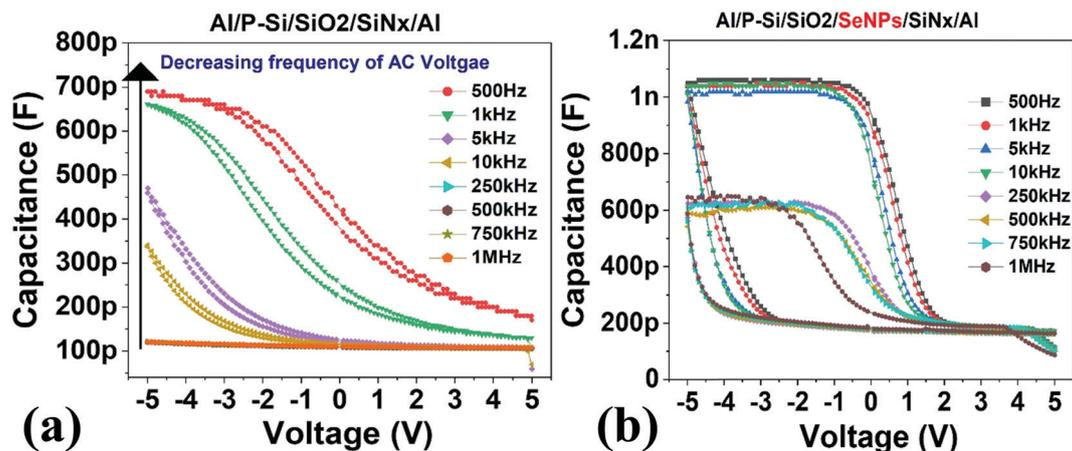 Al/P-Si/SiO2/SiNx/Al
Decreasing frequency of AC Voltgae
800p
700p
600p
500p
400p
300p
200p
100p
Capacitance (F)
500Hz
1kHz
5kHz
10kHz
250kHz
500kHz
750kHz
1MHz
-5 -4 -3 -2 -1 0 1 2 3 4 5
Voltage (V)
(a)
Al/P-Si/SiO2/SeNPs/SiNx/Al
1.2n
1n
800p
600p
400p
200p
0
Capacitance (F)
500Hz
1kHz
5kHz
10kHz
250kHz
500kHz
750kHz
1MHz
-5 -4 -3 -2 -1 0 1 2 3 4 5
Voltage (V)
(b)